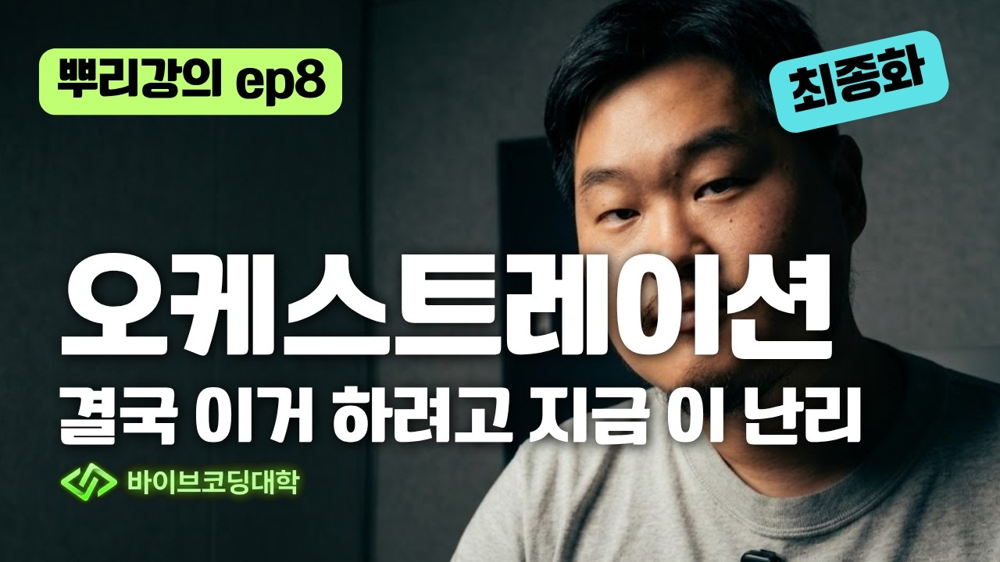 뿌리강의 ep8
최종화
오케스트레이션
결국 이거 하려고 지금 이 난리
바이브코딩대학